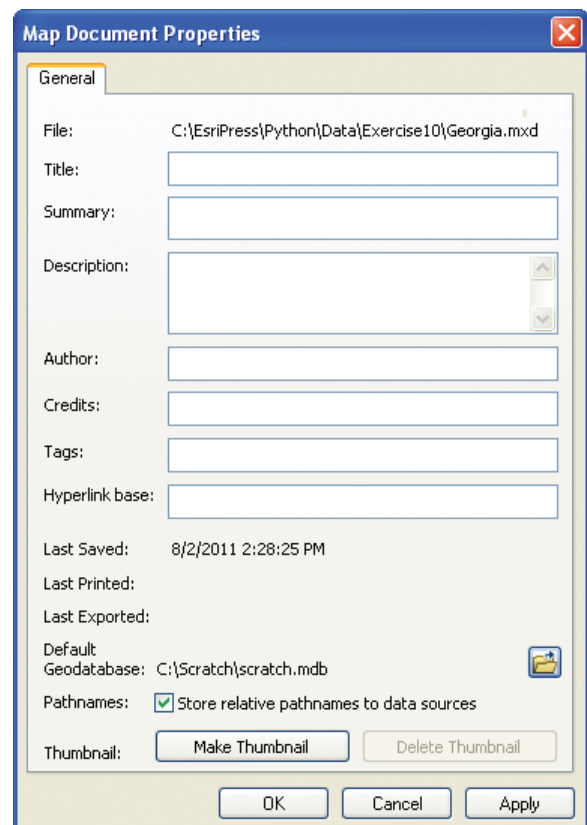 Map Document Properties
General
File: C:\EsriPress\Python\Data\Exercise10\Georgia.mxd
Title:
Summary:
Description:
Author:
Credits:
Tags:
Hyperlink base:
Last Saved: 8/2/2011 2:28:25 PM
Last Printed:
Last Exported:
Default
Geodatabase: C:\Scratch\scratch.mdb
Pathnames: Store relative pathnames to data sources
Thumbnail: Make Thumbnail Delete Thumbnail
OK Cancel Apply